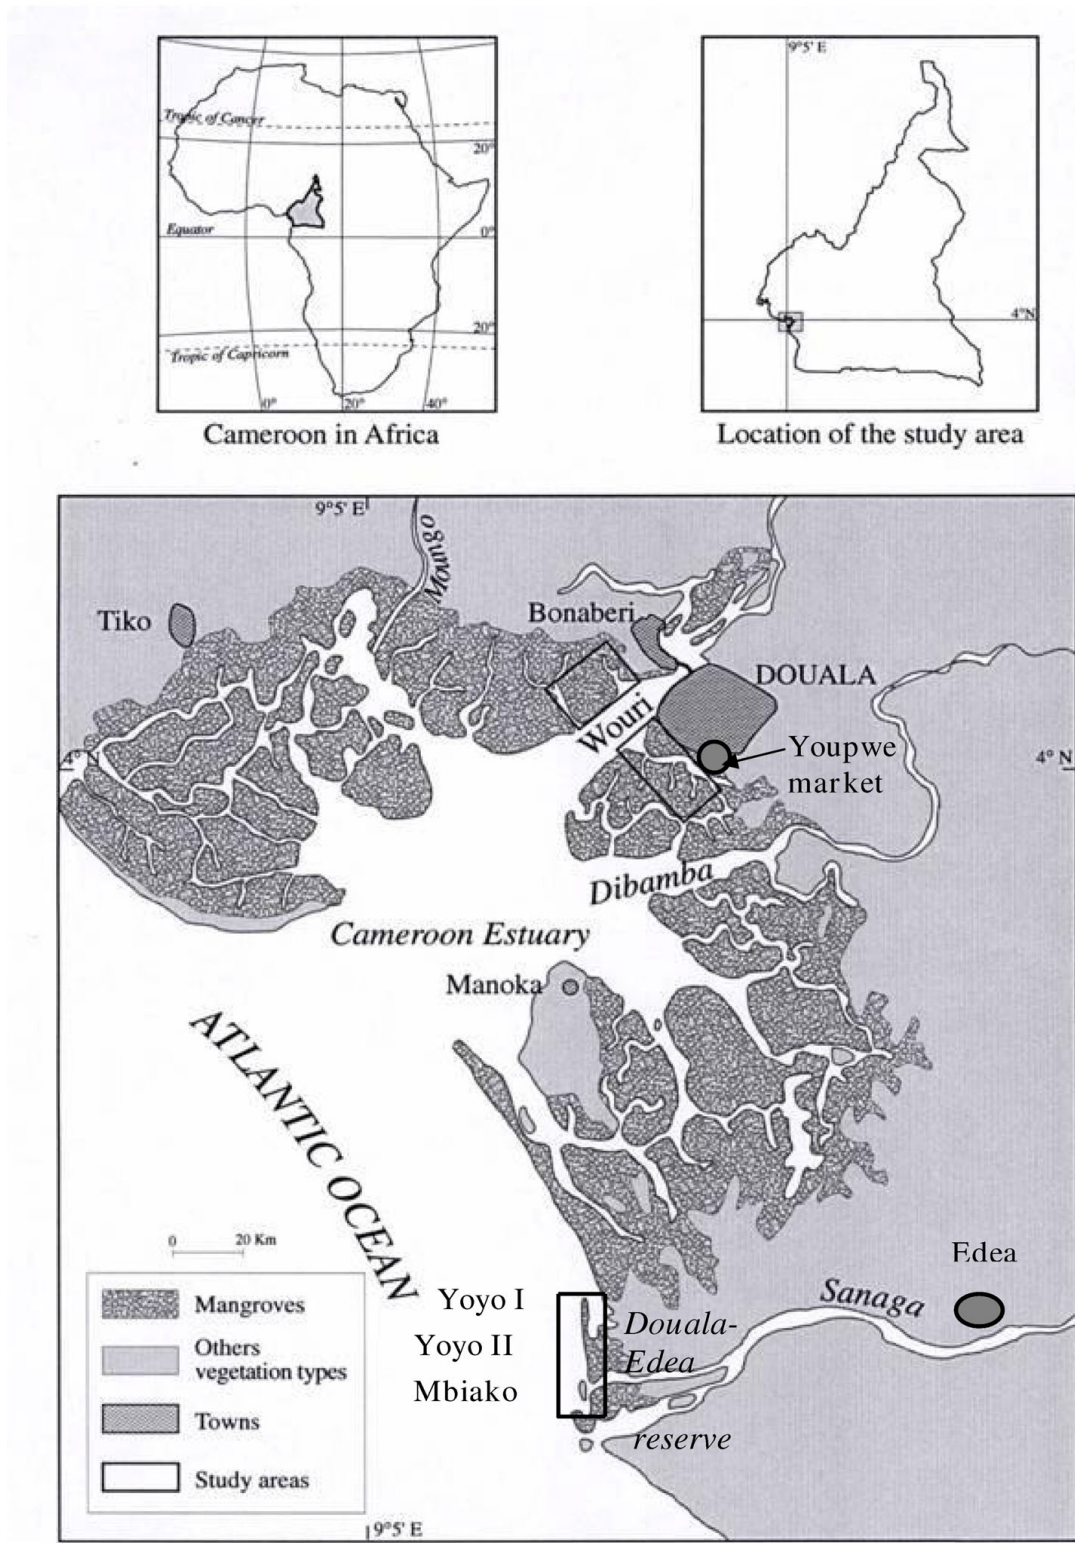 Tropic of Cancer
20°
Equator
0°
20°
Tropic of Capricorn
0°
20°
40°
Cameroon in Africa
9°5' E
4°N
Location of the study area
9°5' E
Moungo
Tiko
Bonaberi
DOUALA
Wouri
Youpwe
market
4°
4° N
Dibamba
Cameroon Estuary
Manoka
ATLANTIC OCEAN
0
20 Km
Edea
Sanaga
Yoyo I
Yoyo II
Mbiako
Douala-
Edea
reserve
Mangroves
Others
vegetation types
Towns
Study areas
9°5' E